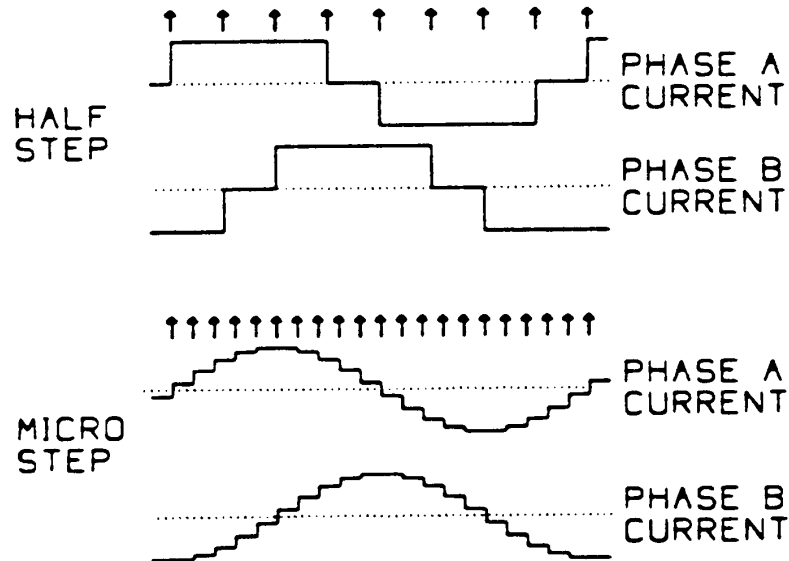 PHASE A
CURRENT
HALF
STEP
PHASE B
CURRENT
PHASE A
CURRENT
MICRO
STEP
PHASE B
CURRENT